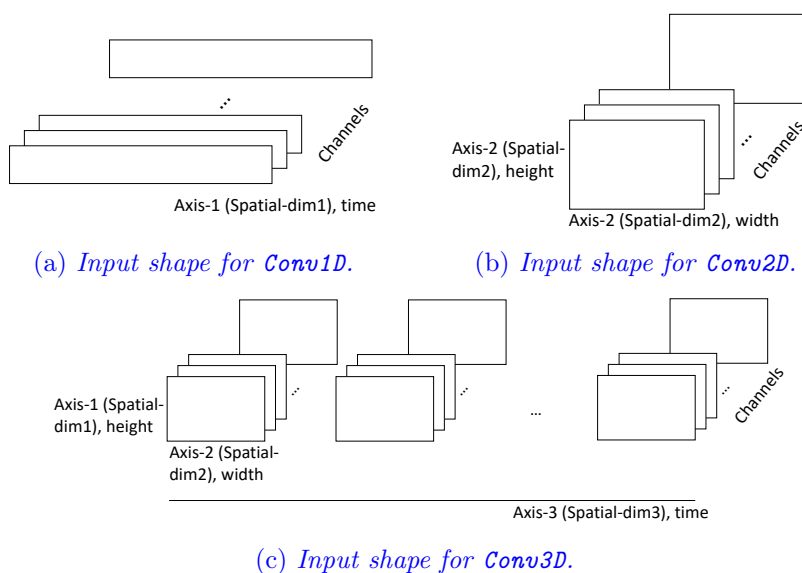 ...
Channels
Axis-1 (Spatial-dim1), time
(a) Input shape for Conv1D.
Axis-2 (Spatial-
dim2), height
...
Channels
Axis-2 (Spatial-dim2), width
(b) Input shape for Conv2D.
Axis-1 (Spatial-
dim1), height
...
...
...
...
Channels
Axis-2 (Spatial-
dim2), width
Axis-3 (Spatial-dim3), time
(c) Input shape for Conv3D.